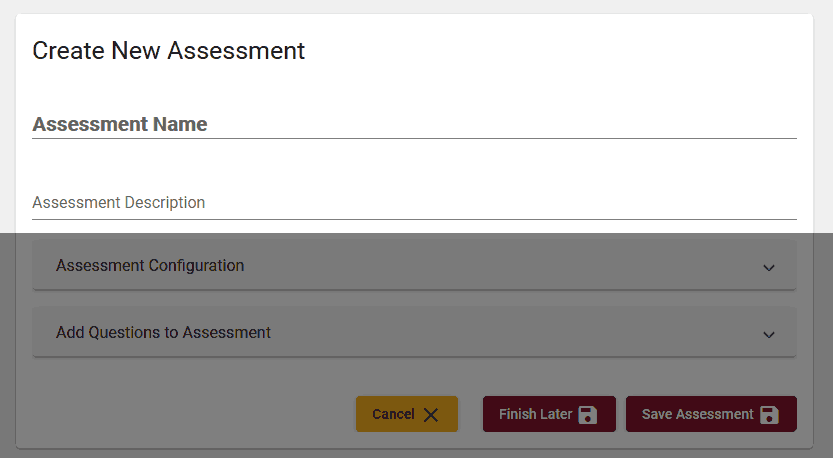 Create New Assessment
Assessment Name
Assessment Description
Assessment Configuration
Add Questions to Assessment
Cancel Finish Later Save Assessment